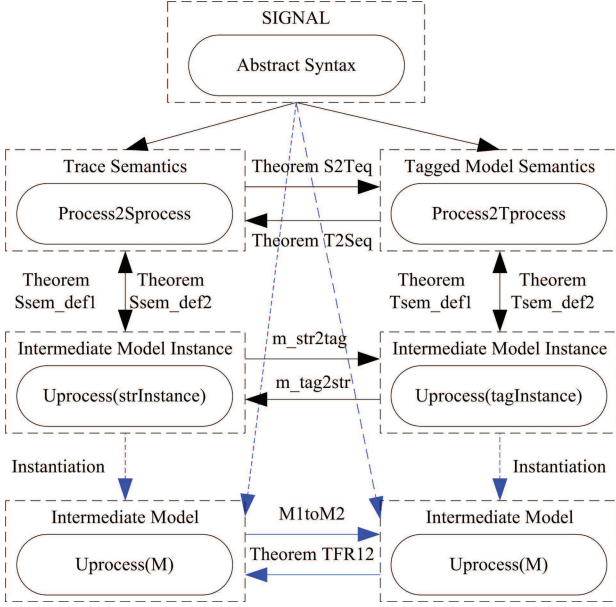 SIGNAL
Abstract Syntax
Trace Semantics
Process2Sprocess
Theorem S2Teq
Theorem T2Seq
Tagged Model Semantics
Process2Tprocess
Theorem
Ssem_def1
Theorem
Ssem_def2
Theorem
Tsem_def1
Theorem
Tsem_def2
Intermediate Model Instance
Uprocess(strInstance)
m_str2tag
m_tag2str
Intermediate Model Instance
Uprocess(tagInstance)
Instantiation
Instantiation
Intermediate Model
Uprocess(M)
M1toM2
Theorem TFR12
Intermediate Model
Uprocess(M)